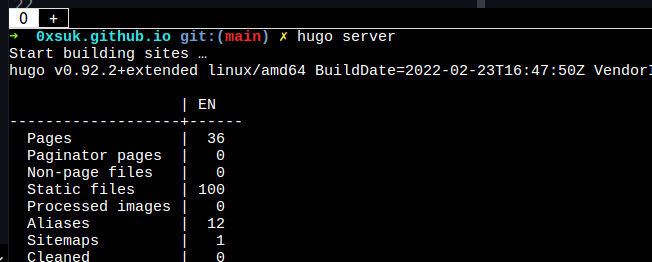 22
0 +
➜ 0xsuk.github.io git:(main) ✗ hugo server
Start building sites …
hugo v0.92.2+extended linux/amd64 BuildDate=2022-02-23T16:47:50Z
| EN
-------------------+------
Pages | 36
Paginator pages | 0
Non-page files | 0
Static files | 100
Processed images | 0
Aliases | 12
Sitemaps | 1
Cleaned | 0